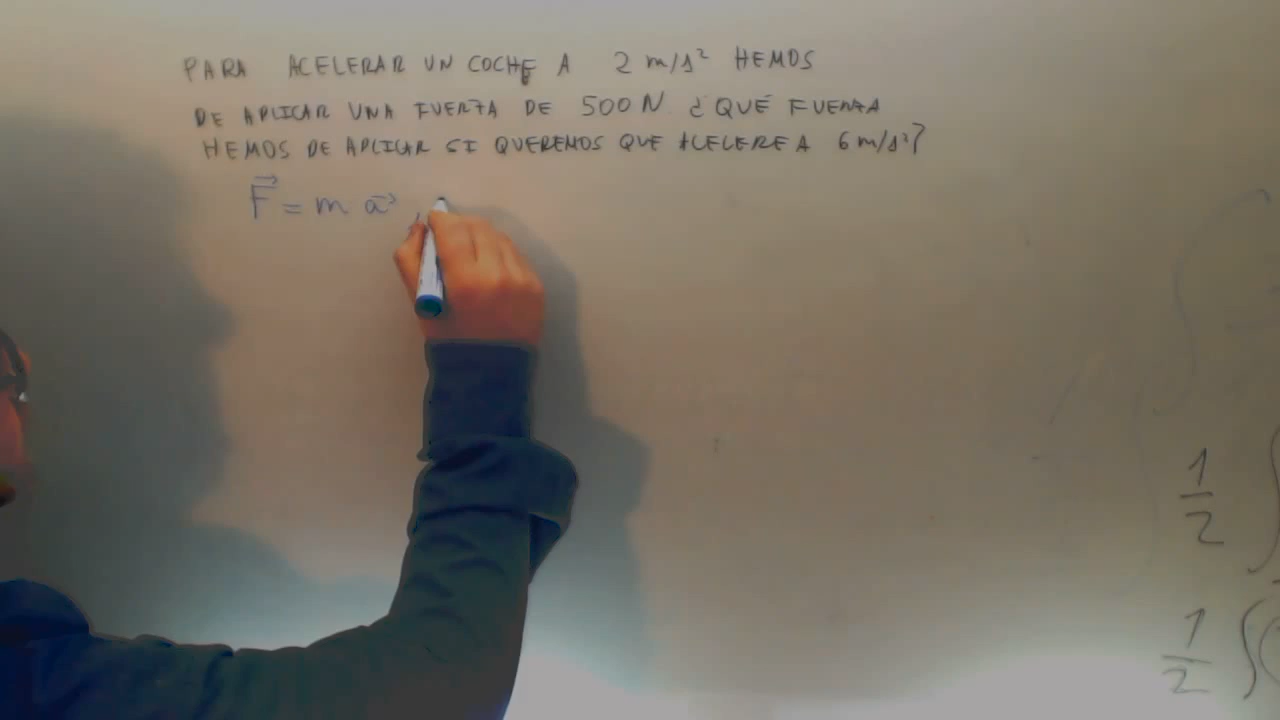 PARA ACELERAR UN COCHE A 2 m/s² HEMOS
DE APLICAR UNA FUERZA DE 500 N. ¿QUÉ FUERZA
HEMOS DE APLICAR SI QUEREMOS QUE ACELERE A 6 m/s²?
F⃗ = m a⃗
1/2 ∫
1/2 ∫